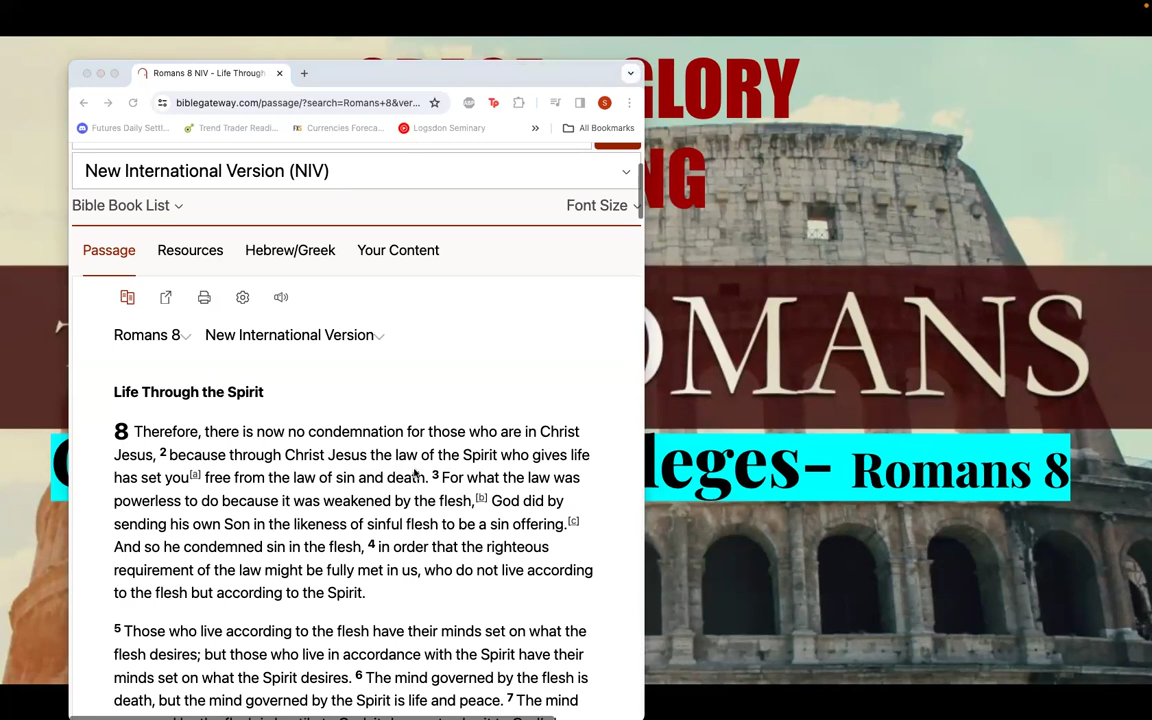 GLORY
NG
OMANS
leges- Romans 8
Romans 8 NIV - Life Through
biblegateway.com/passage/?search=Romans+8&ver...
Futures Daily Settl... Trend Trader Readi... Currencies Foreca... Logsdon Seminary » All Bookmarks
New International Version (NIV)
Bible Book List Font Size
Passage Resources Hebrew/Greek Your Content
Romans 8 New International Version
Life Through the Spirit
8 Therefore, there is now no condemnation for those who are in Christ
Jesus, 2 because through Christ Jesus the law of the Spirit who gives life
has set you[a] free from the law of sin and death. 3 For what the law was
powerless to do because it was weakened by the flesh,[b] God did by
sending his own Son in the likeness of sinful flesh to be a sin offering.[c]
And so he condemned sin in the flesh, 4 in order that the righteous
requirement of the law might be fully met in us, who do not live according
to the flesh but according to the Spirit.
5 Those who live according to the flesh have their minds set on what the
flesh desires; but those who live in accordance with the Spirit have their
minds set on what the Spirit desires. 6 The mind governed by the flesh is
death, but the mind governed by the Spirit is life and peace. 7 The mind